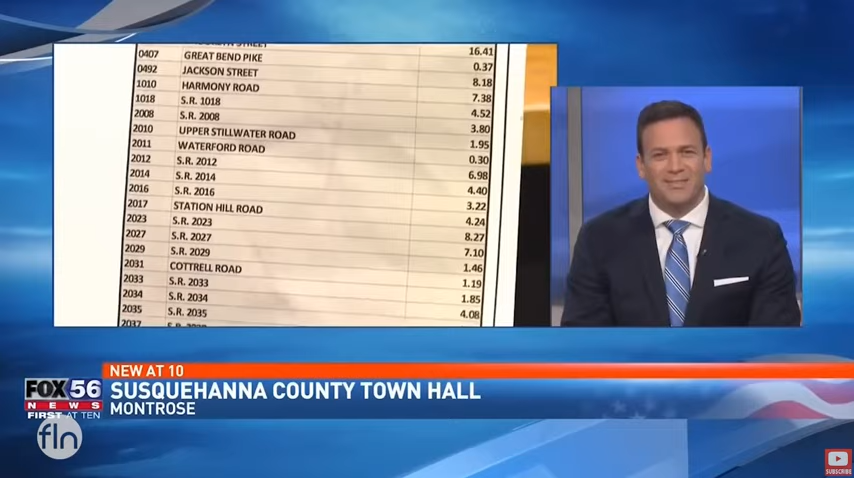 STREET
0407 GREAT BEND PIKE 16.41
0492 JACKSON STREET 0.37
1010 HARMONY ROAD 8.18
1018 S.R. 1018 7.38
2008 S.R. 2008 4.52
2010 UPPER STILLWATER ROAD 3.80
2011 WATERFORD ROAD 1.95
2012 S.R. 2012 0.30
2014 S.R. 2014 6.98
2016 S.R. 2016 4.40
2017 STATION HILL ROAD 3.22
2023 S.R. 2023 4.24
2027 S.R. 2027 8.27
2029 S.R. 2029 7.10
2031 COTTRELL ROAD 1.46
2033 S.R. 2033 1.19
2034 S.R. 2034 1.85
2035 S.R. 2035 4.08
2037
NEW AT 10
SUSQUEHANNA COUNTY TOWN HALL
MONTROSE
FOX 56
NEWS
FIRST AT TEN
fln
SUBSCRIBE